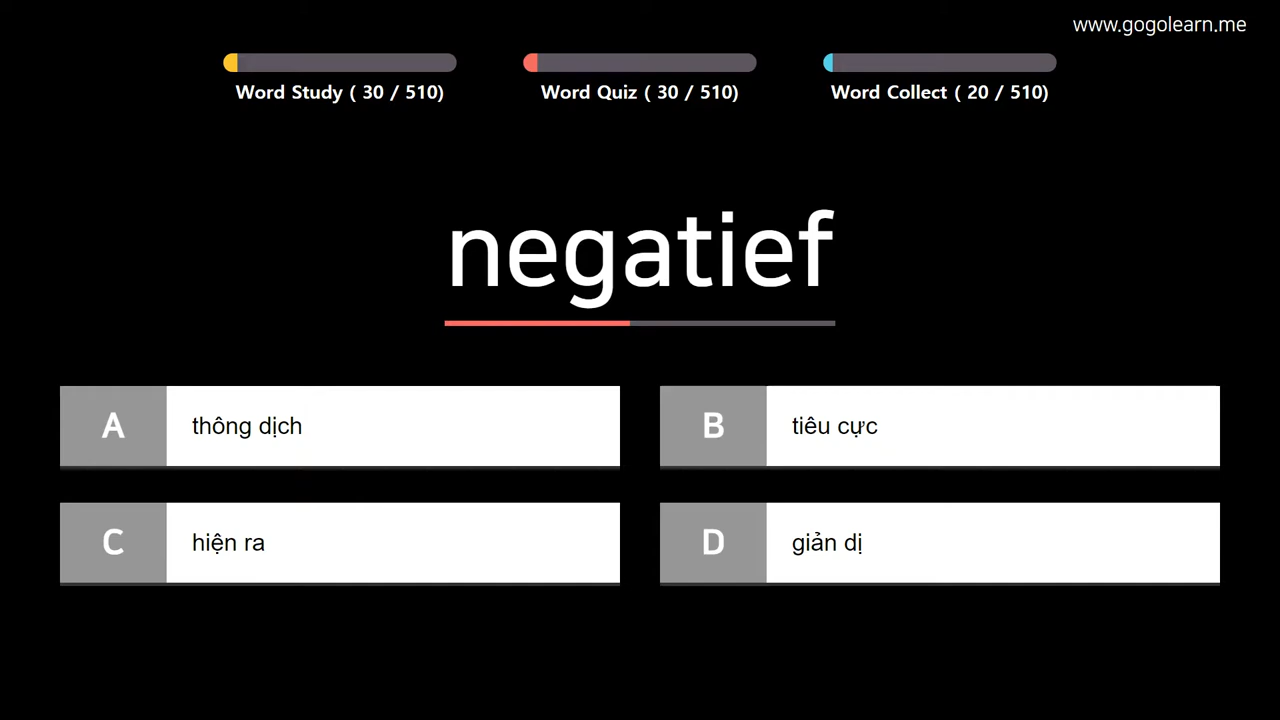 www.gogolearn.me
Word Study ( 30 / 510)
Word Quiz ( 30 / 510)
Word Collect ( 20 / 510)
negatief
A thông dịch
B tiêu cực
C hiện ra
D giản dị